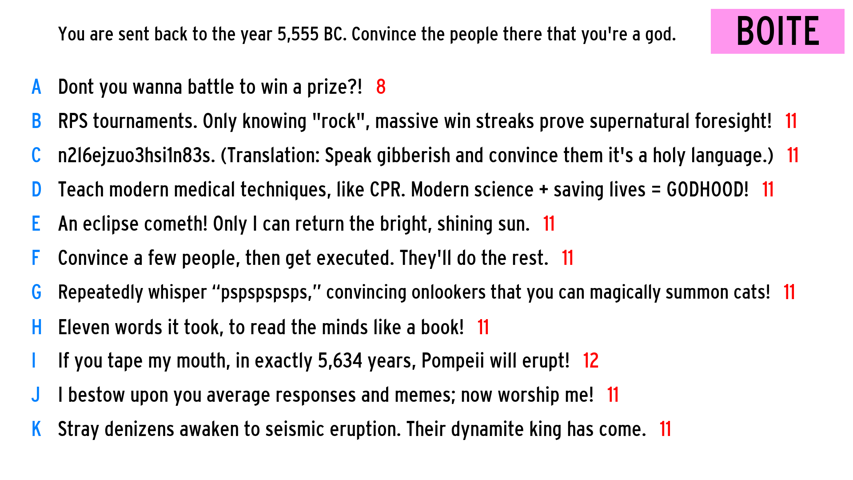 You are sent back to the year 5,555 BC. Convince the people there that you're a god.
BOITE
A Dont you wanna battle to win a prize?! 8
B RPS tournaments. Only knowing "rock", massive win streaks prove supernatural foresight! 11
C n2l6ejzuo3hsi1n83s. (Translation: Speak gibberish and convince them it's a holy language.) 11
D Teach modern medical techniques, like CPR. Modern science + saving lives = GODHOOD! 11
E An eclipse cometh! Only I can return the bright, shining sun. 11
F Convince a few people, then get executed. They'll do the rest. 11
G Repeatedly whisper “pspspspsps,” convincing onlookers that you can magically summon cats! 11
H Eleven words it took, to read the minds like a book! 11
I If you tape my mouth, in exactly 5,634 years, Pompeii will erupt! 12
J I bestow upon you average responses and memes; now worship me! 11
K Stray denizens awaken to seismic eruption. Their dynamite king has come. 11